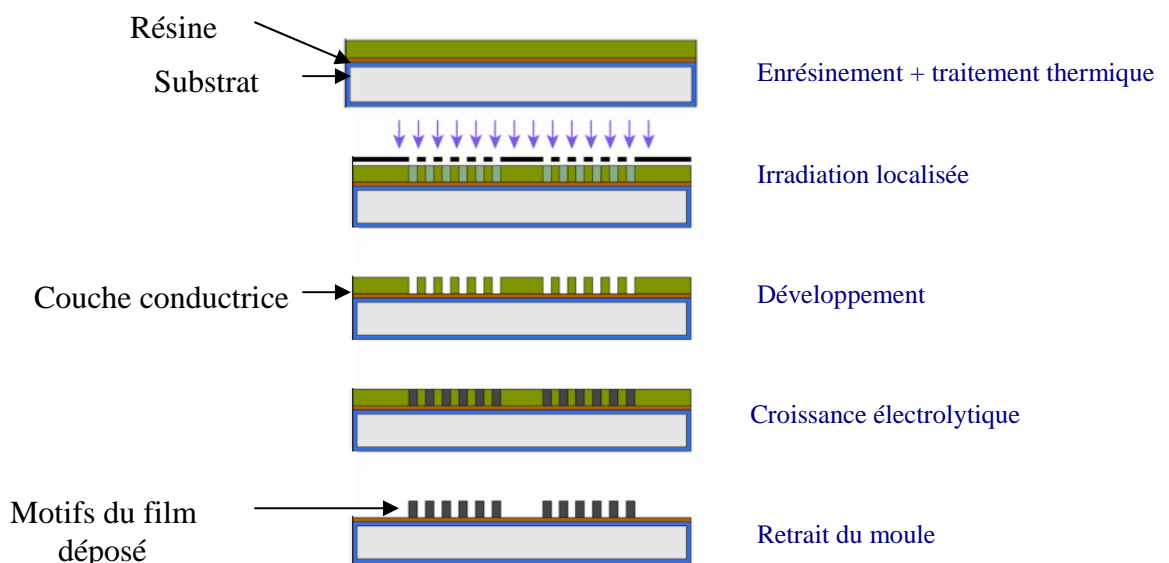 Résine
Substrat
Enrésinement + traitement thermique
Irradiation localisée
Couche conductrice
Développement
Croissance électrolytique
Motifs du film
déposé
Retrait du moule